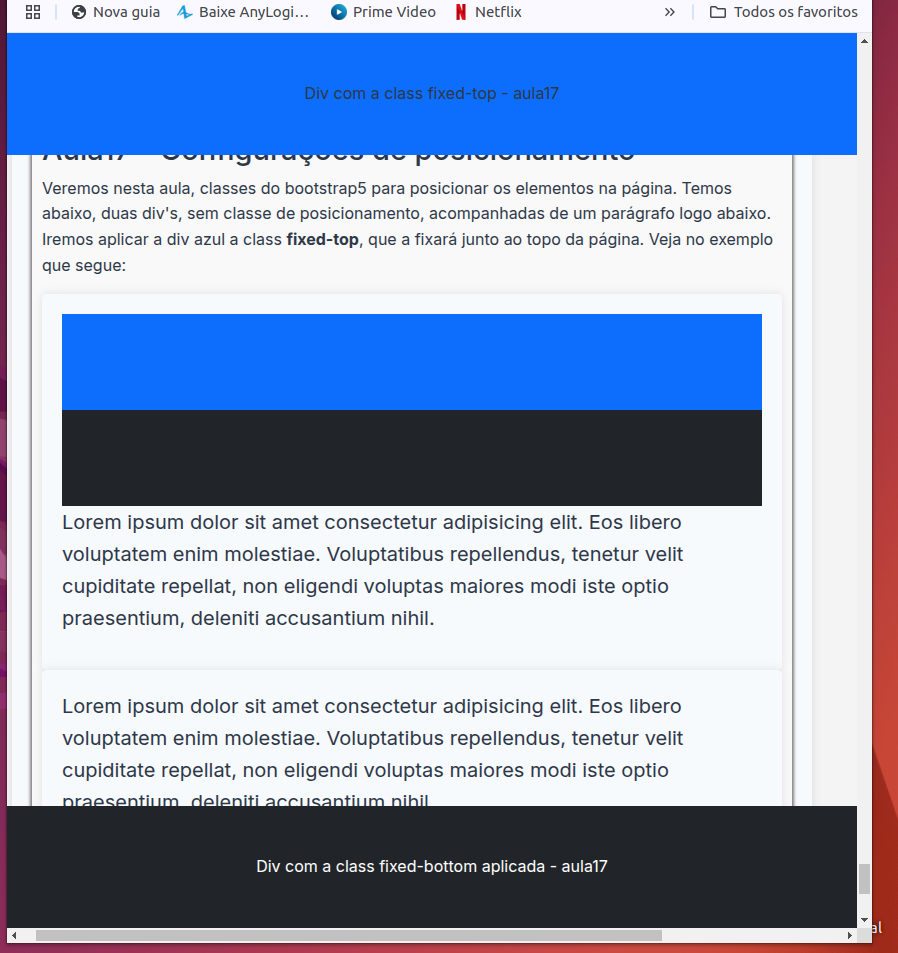 Nova guia
Baixe AnyLogi...
Prime Video
Netflix
»
Todos os favoritos
Div com a class fixed-top - aula17
Aula17 - Configurações de posicionamento
Veremos nesta aula, classes do bootstrap5 para posicionar os elementos na página. Temos
abaixo, duas div's, sem classe de posicionamento, acompanhadas de um parágrafo logo abaixo.
Iremos aplicar a div azul a class fixed-top, que a fixará junto ao topo da página. Veja no exemplo
que segue:
Lorem ipsum dolor sit amet consectetur adipisicing elit. Eos libero
voluptatem enim molestiae. Voluptatibus repellendus, tenetur velit
cupiditate repellat, non eligendi voluptas maiores modi iste optio
praesentium, deleniti accusantium nihil.
Lorem ipsum dolor sit amet consectetur adipisicing elit. Eos libero
voluptatem enim molestiae. Voluptatibus repellendus, tenetur velit
cupiditate repellat, non eligendi voluptas maiores modi iste optio
praesentium, deleniti accusantium nihil.
Div com a class fixed-bottom aplicada - aula17
al